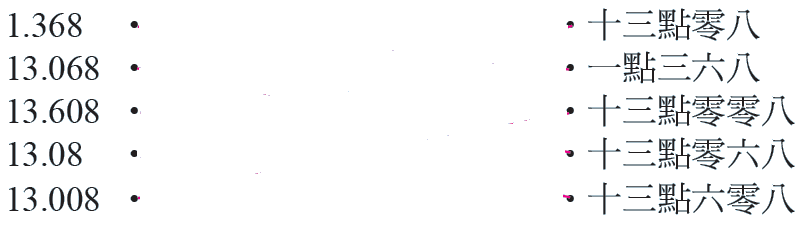 1.368 • • 十三點零八
13.068 • • 一點三六八
13.608 • • 十三點零零八
13.08 • • 十三點零六八
13.008 • • 十三點六零八